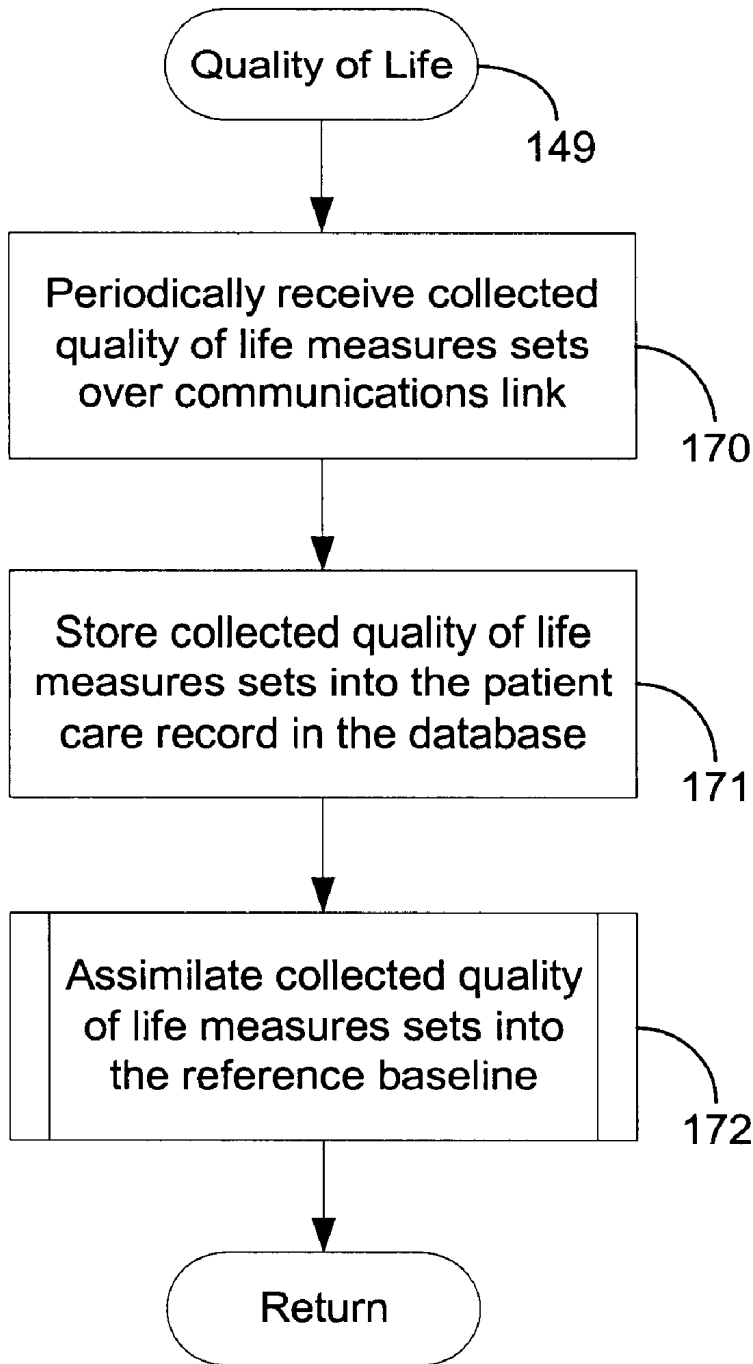 Quality of Life
149
Periodically receive collected
quality of life measures sets
over communications link
170
Store collected quality of life
measures sets into the patient
care record in the database
171
Assimilate collected quality
of life measures sets into
the reference baseline
172
Return